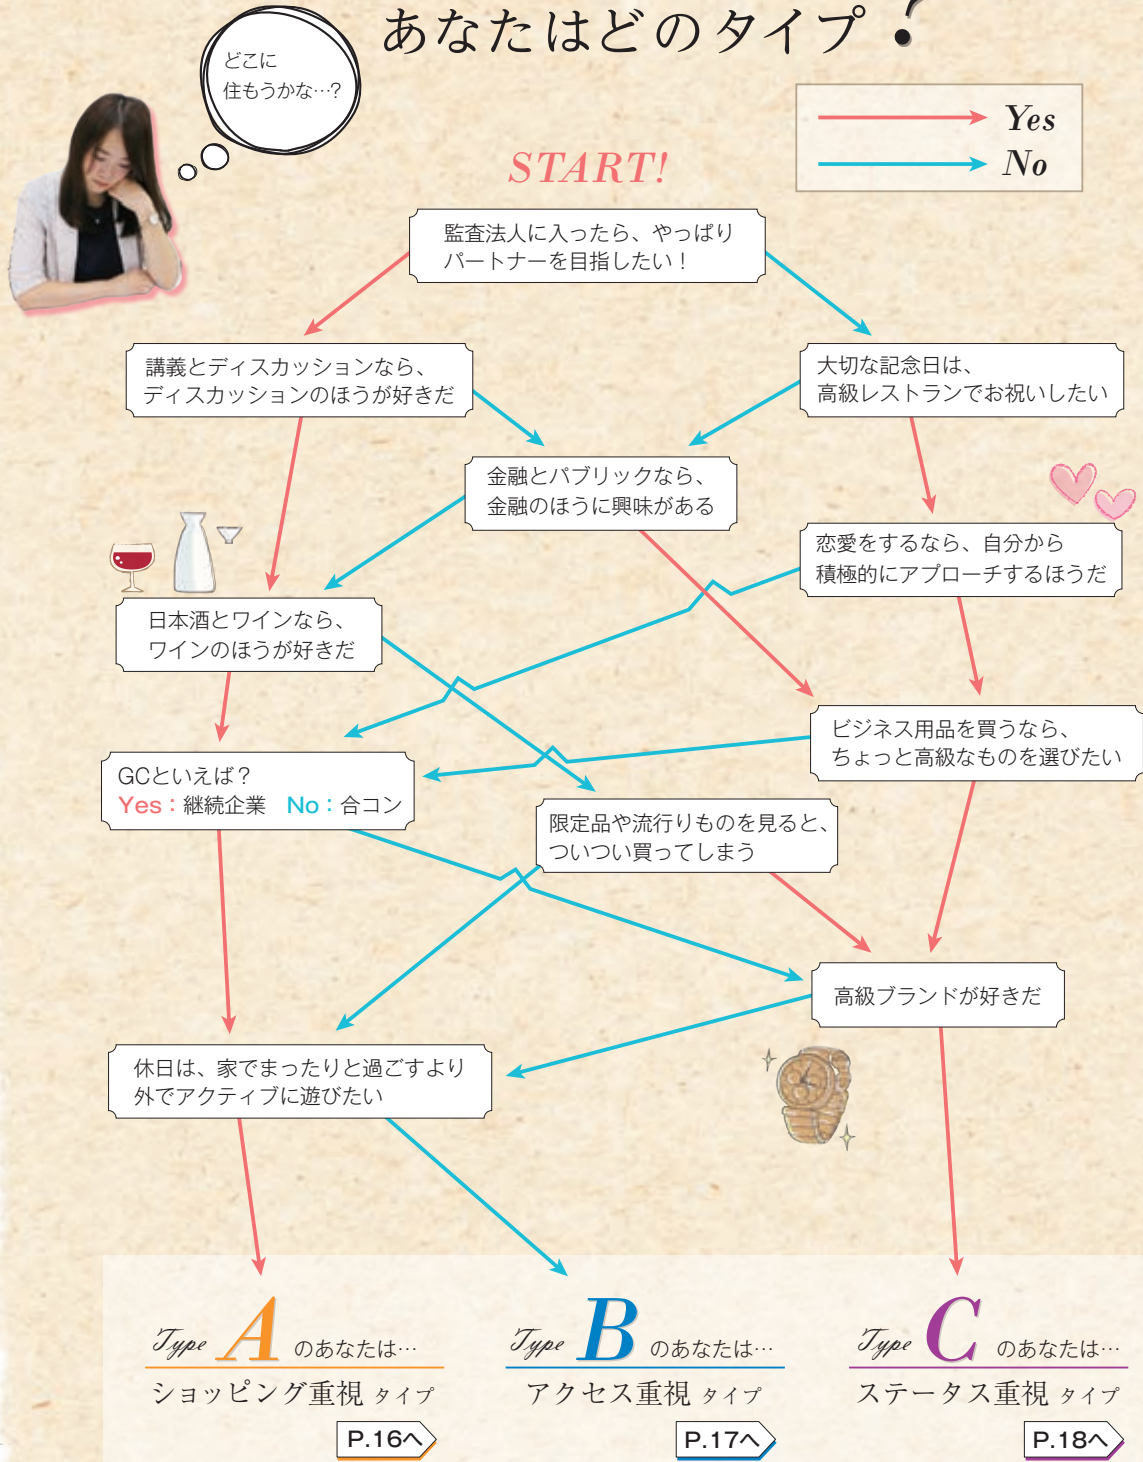 あなたはどのタイプ?
どこに
住もうかな…?
Yes
No
START!
監査法人に入ったら、やっぱり
パートナーを目指したい！
講義とディスカッションなら、
ディスカッションのほうが好きだ
大切な記念日は、
高級レストランでお祝いしたい
金融とパブリックなら、
金融のほうに興味がある
恋愛をするなら、自分から
積極的にアプローチするほうだ
日本酒とワインなら、
ワインのほうが好きだ
ビジネス用品を買うなら、
ちょっと高級なものを選びたい
GCといえば？
Yes：継続企業　No：合コン
限定品や流行りものを見ると、
ついつい買ってしまう
高級ブランドが好きだ
休日は、家でまったりと過ごすより
外でアクティブに遊びたい
Type A のあなたは…
ショッピング重視 タイプ
P.16へ
Type B のあなたは…
アクセス重視 タイプ
P.17へ
Type C のあなたは…
ステータス重視 タイプ
P.18へ